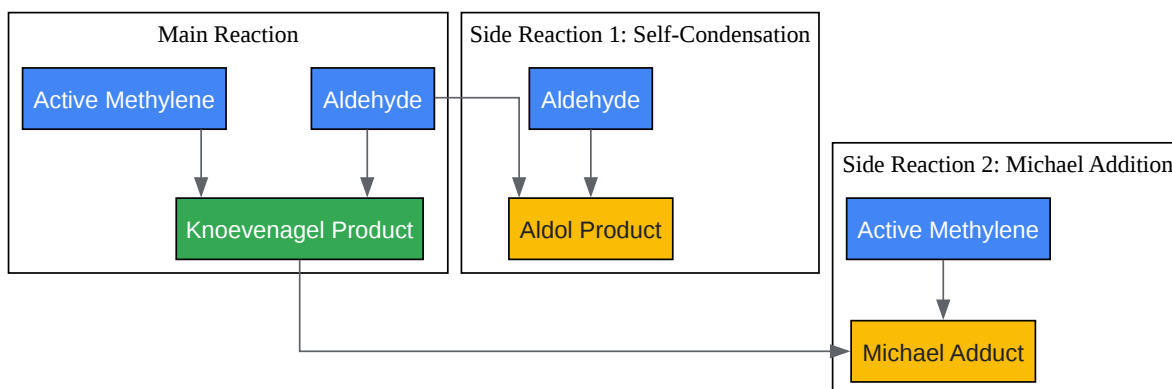 Main Reaction
Active Methylene
Aldehyde
Knoevenagel Product
Side Reaction 1: Self-Condensation
Aldehyde
Aldol Product
Side Reaction 2: Michael Addition
Active Methylene
Michael Adduct